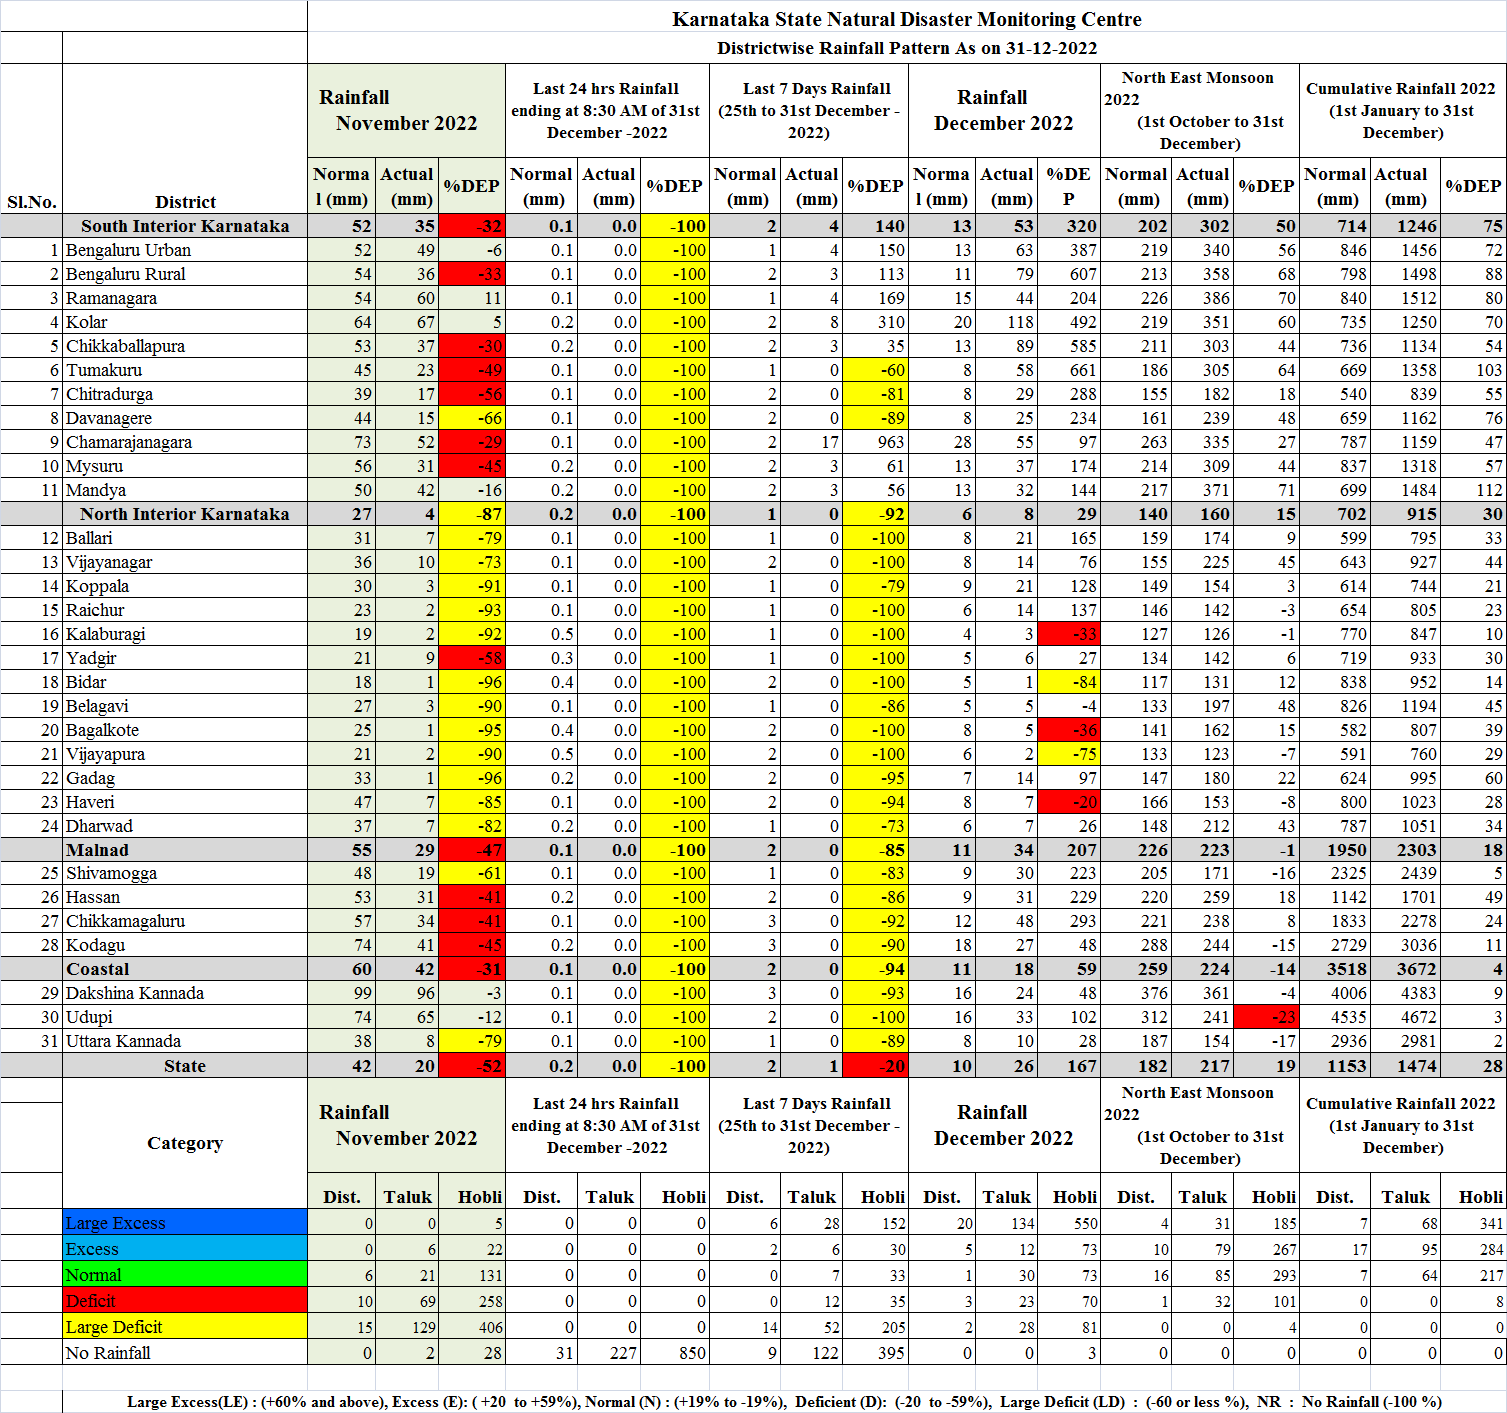 Karnataka State Natural Disaster Monitoring Centre
Districtwise Rainfall Pattern As on 31-12-2022
Sl.No. District Rainfall November 2022 Last 24 hrs Rainfall ending at 8:30 AM of 31st December -2022 Last 7 Days Rainfall (25th to 31st December - 2022) Rainfall December 2022 North East Monsoon 2022 (1st October to 31st December) Cumulative Rainfall 2022 (1st January to 31st December)
Normal (mm) Actual (mm) %DEP Normal (mm) Actual (mm) %DEP Normal (mm) Actual (mm) %DEP Normal (mm) Actual (mm) %DEP Normal (mm) Actual (mm) %DEP Normal (mm) Actual (mm) %DEP
South Interior Karnataka 52 35 -32 0.1 0.0 -100 2 4 140 13 53 320 202 302 50 714 1246 75
1 Bengaluru Urban 52 49 -6 0.1 0.0 -100 1 4 150 13 63 387 219 340 56 846 1456 72
2 Bengaluru Rural 54 36 -33 0.1 0.0 -100 2 3 113 11 79 607 213 358 68 798 1498 88
3 Ramanagara 54 60 11 0.1 0.0 -100 1 4 169 15 44 204 226 386 70 840 1512 80
4 Kolar 64 67 5 0.2 0.0 -100 2 8 310 20 118 492 219 351 60 735 1250 70
5 Chikkaballapura 53 37 -30 0.2 0.0 -100 2 3 35 13 89 585 211 303 44 736 1134 54
6 Tumakuru 45 23 -49 0.1 0.0 -100 1 0 -60 8 58 661 186 305 64 669 1358 103
7 Chitradurga 39 17 -56 0.1 0.0 -100 2 0 -81 8 29 288 155 182 18 540 839 55
8 Davanagere 44 15 -66 0.1 0.0 -100 2 0 -89 8 25 234 161 239 48 659 1162 76
9 Chamarajanagara 73 52 -29 0.1 0.0 -100 2 17 963 28 55 97 263 335 27 787 1159 47
10 Mysuru 56 31 -45 0.2 0.0 -100 2 3 61 13 37 174 214 309 44 837 1318 57
11 Mandya 50 42 -16 0.2 0.0 -100 2 3 56 13 32 144 217 371 71 699 1484 112
North Interior Karnataka 27 4 -87 0.2 0.0 -100 1 0 -92 6 8 29 140 160 15 702 915 30
12 Ballari 31 7 -79 0.1 0.0 -100 1 0 -100 8 21 165 159 174 9 599 795 33
13 Vijayanagar 36 10 -73 0.1 0.0 -100 2 0 -100 8 14 76 155 225 45 643 927 44
14 Koppala 30 3 -91 0.1 0.0 -100 1 0 -79 9 21 128 149 154 3 614 744 21
15 Raichur 23 2 -93 0.1 0.0 -100 1 0 -100 6 14 137 146 142 -3 654 805 23
16 Kalaburagi 19 2 -92 0.5 0.0 -100 1 0 -100 4 3 -33 127 126 -1 770 847 10
17 Yadgir 21 9 -58 0.3 0.0 -100 1 0 -100 5 6 27 134 142 6 719 933 30
18 Bidar 18 1 -96 0.4 0.0 -100 2 0 -100 5 1 -84 117 131 12 838 952 14
19 Belagavi 27 3 -90 0.1 0.0 -100 1 0 -86 5 5 -4 133 197 48 826 1194 45
20 Bagalkote 25 1 -95 0.4 0.0 -100 2 0 -100 8 5 -36 141 162 15 582 807 39
21 Vijayapura 21 2 -90 0.5 0.0 -100 2 0 -100 6 2 -75 133 123 -7 591 760 29
22 Gadag 33 1 -96 0.2 0.0 -100 2 0 -95 7 14 97 147 180 22 624 995 60
23 Haveri 47 7 -85 0.1 0.0 -100 2 0 -94 8 7 -20 166 153 -8 800 1023 28
24 Dharwad 37 7 -82 0.2 0.0 -100 1 0 -73 6 7 26 148 212 43 787 1051 34
Malnad 55 29 -47 0.1 0.0 -100 2 0 -85 11 34 207 226 223 -1 1950 2303 18
25 Shivamogga 48 19 -61 0.1 0.0 -100 1 0 -83 9 30 223 205 171 -16 2325 2439 5
26 Hassan 53 31 -41 0.2 0.0 -100 2 0 -86 9 31 229 220 259 18 1142 1701 49
27 Chikkamagaluru 57 34 -41 0.1 0.0 -100 3 0 -92 12 48 293 221 238 8 1833 2278 24
28 Kodagu 74 41 -45 0.2 0.0 -100 3 0 -90 18 27 48 288 244 -15 2729 3036 11
Coastal 60 42 -31 0.1 0.0 -100 2 0 -94 11 18 59 259 224 -14 3518 3672 4
29 Dakshina Kannada 99 96 -3 0.1 0.0 -100 3 0 -93 16 24 48 376 361 -4 4006 4383 9
30 Udupi 74 65 -12 0.1 0.0 -100 2 0 -100 16 33 102 312 241 -23 4535 4672 3
31 Uttara Kannada 38 8 -79 0.1 0.0 -100 1 0 -89 8 10 28 187 154 -17 2936 2981 2
State 42 20 -52 0.2 0.0 -100 2 1 -20 10 26 167 182 217 19 1153 1474 28
Category Rainfall November 2022 Last 24 hrs Rainfall ending at 8:30 AM of 31st December -2022 Last 7 Days Rainfall (25th to 31st December - 2022) Rainfall December 2022 North East Monsoon 2022 (1st October to 31st December) Cumulative Rainfall 2022 (1st January to 31st December)
Dist. Taluk Hobli Dist. Taluk Hobli Dist. Taluk Hobli Dist. Taluk Hobli Dist. Taluk Hobli Dist. Taluk Hobli
Large Excess 0 0 5 0 0 0 6 28 152 20 134 550 4 31 185 7 68 341
Excess 0 6 22 0 0 0 2 6 30 5 12 73 10 79 267 17 95 284
Normal 6 21 131 0 0 0 0 7 33 1 30 73 16 85 293 7 64 217
Deficit 10 69 258 0 0 0 0 12 35 3 23 70 1 32 101 0 0 8
Large Deficit 15 129 406 0 0 0 14 52 205 2 28 81 0 0 4 0 0 0
No Rainfall 0 2 28 31 227 850 9 122 395 0 0 3 0 0 0 0 0 0
Large Excess(LE) : (+60% and above), Excess (E): ( +20 to +59%), Normal (N) : (+19% to -19%), Deficient (D): (-20 to -59%), Large Deficit (LD) : (-60 or less %), NR : No Rainfall (-100 %)